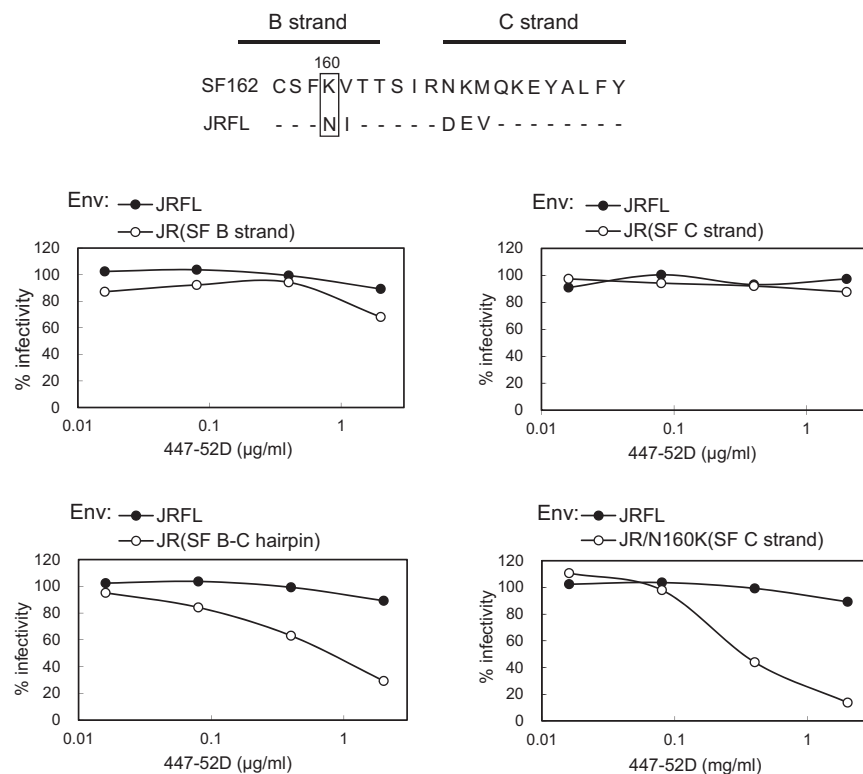 B strand C strand
160
SF162 C S F K V T T S I R N K M Q K E Y A L F Y
JRFL - - - N I - - - - - D E V - - - - - - - -
Env: JRFL
JR(SF B strand)
120
100
80
60
40
20
0
% infectivity
0.01 0.1 1
447-52D (µg/ml)
Env: JRFL
JR(SF C strand)
120
100
80
60
40
20
0
% infectivity
0.01 0.1 1
447-52D (µg/ml)
Env: JRFL
JR(SF B-C hairpin)
120
100
80
60
40
20
0
% infectivity
0.01 0.1 1
447-52D (µg/ml)
Env: JRFL
JR/N160K(SF C strand)
120
100
80
60
40
20
0
% infectivity
0.01 0.1 1
447-52D (mg/ml)